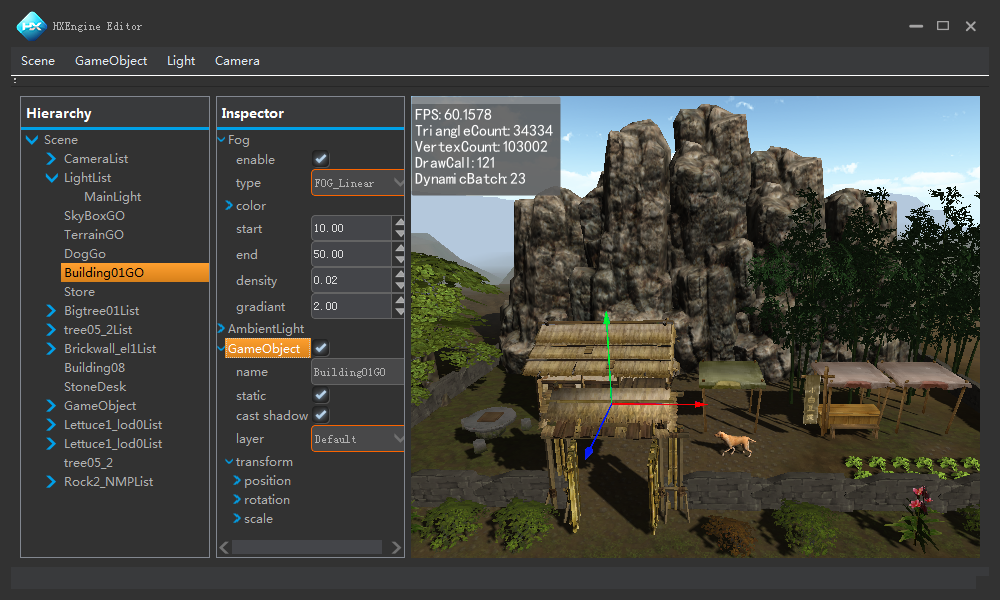 HX HXEngine Editor
Scene GameObject Light Camera
Hierarchy
Scene
CameraList
LightList
MainLight
SkyBoxGO
TerrainGO
DogGo
Building01GO
Store
Bigtree01List
tree05_2List
Brickwall_el1List
Building08
StoneDesk
GameObject
Lettuce1_lod0List
Lettuce1_lod0List
tree05_2
Rock2_NMPList
Inspector
Fog
enable
type FOG_Linear
color
start 10.00
end 50.00
density 0.02
gradiant 2.00
AmbientLight
GameObject
name Building01GO
static
cast shadow
layer Default
transform
position
rotation
scale
FPS: 60.1578
TriangleCount: 34334
VertexCount: 103002
DrawCall: 121
DynamicBatch: 23